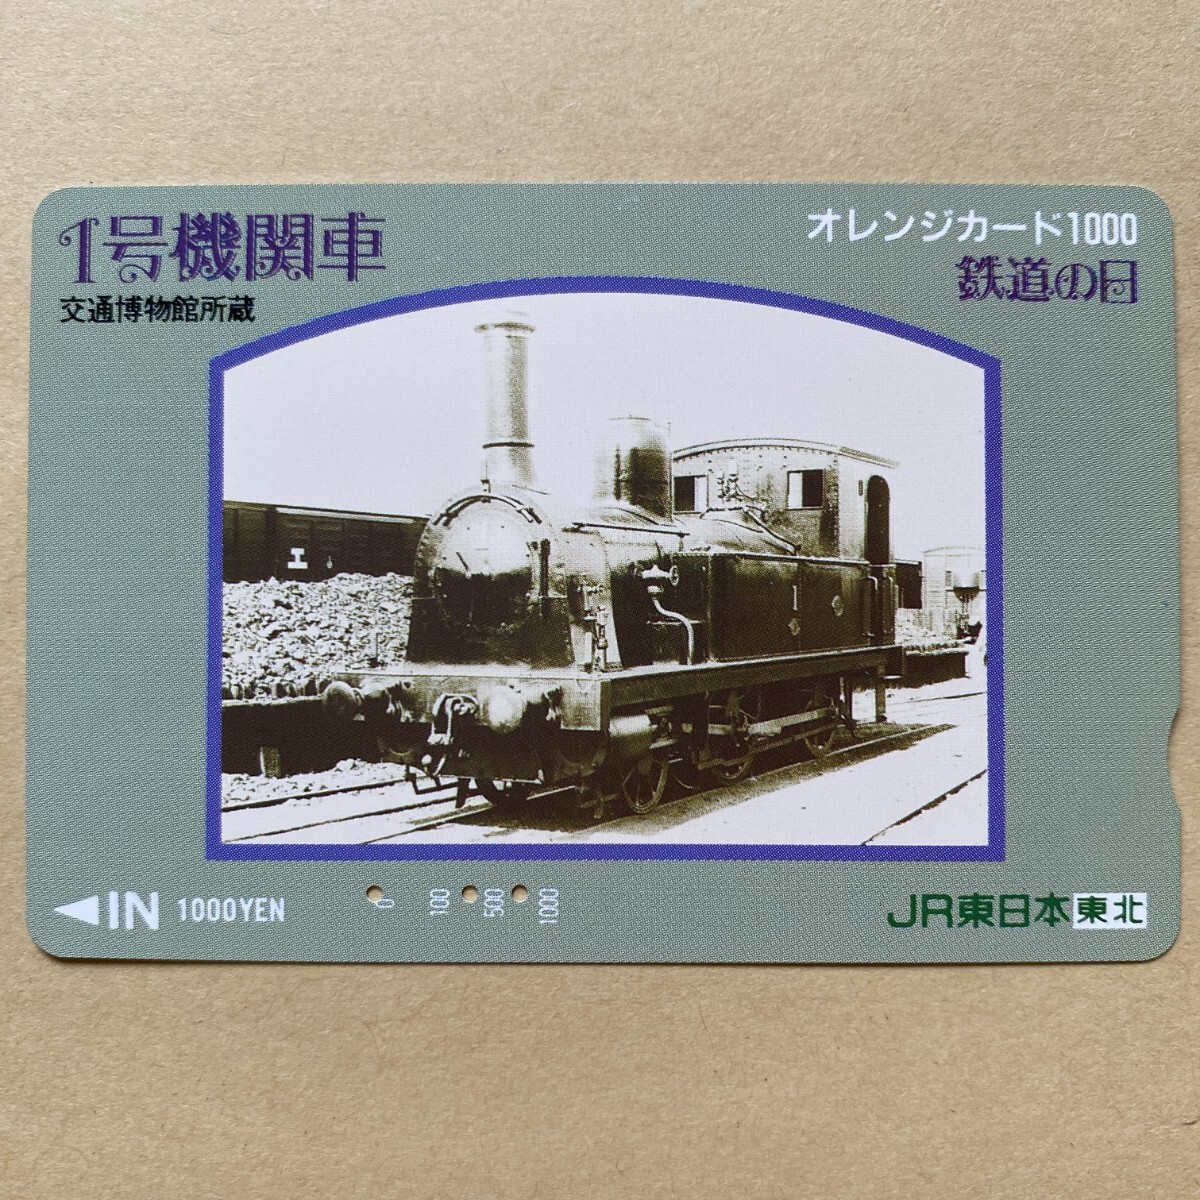 1号機関車
交通博物館所蔵
オレンジカード1000
鉄道の日
工
1
IN 1000YEN
0 100 500 1000
JR東日本 東北